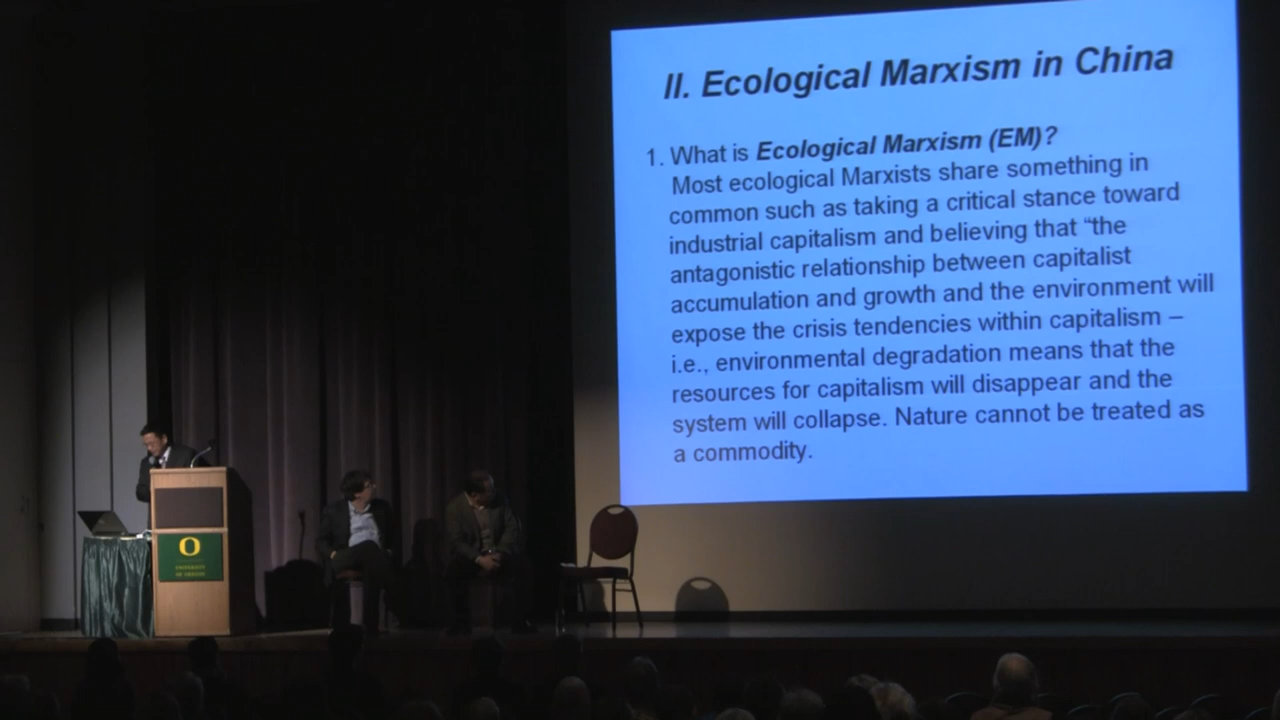 II. Ecological Marxism in China
1. What is Ecological Marxism (EM)?
Most ecological Marxists share something in
common such as taking a critical stance toward
industrial capitalism and believing that “the
antagonistic relationship between capitalist
accumulation and growth and the environment will
expose the crisis tendencies within capitalism –
i.e., environmental degradation means that the
resources for capitalism will disappear and the
system will collapse. Nature cannot be treated as
a commodity.
O
UNIVERSITY
OF OREGON